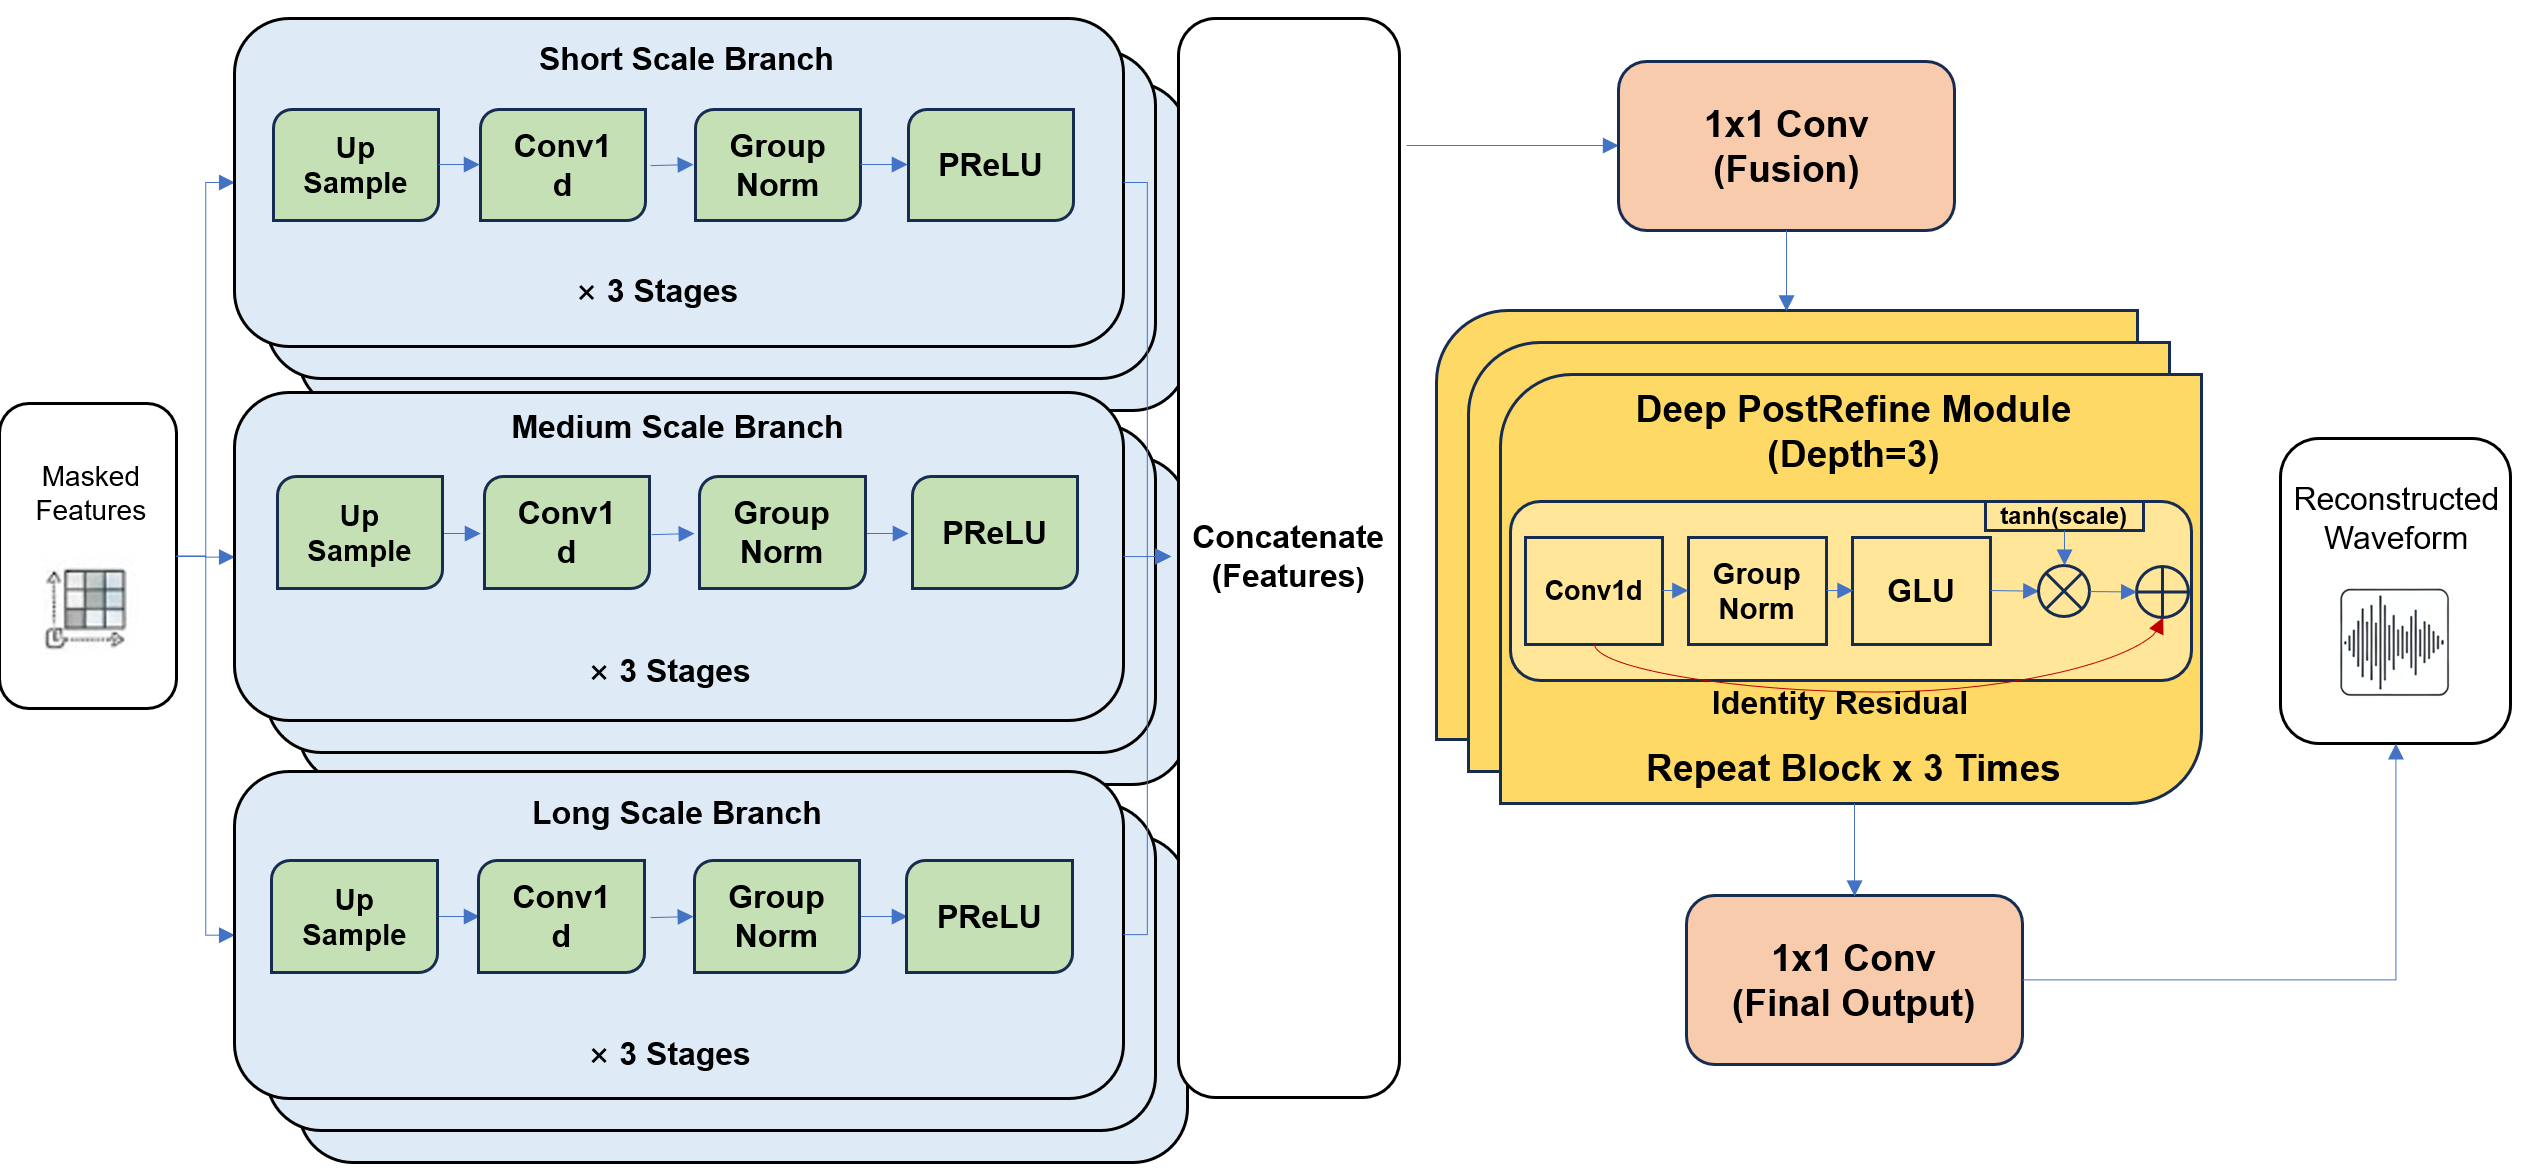 Masked
Features
Short Scale Branch
Up
Sample
Conv1
d
Group
Norm
PReLU
× 3 Stages
Medium Scale Branch
Up
Sample
Conv1
d
Group
Norm
PReLU
× 3 Stages
Long Scale Branch
Up
Sample
Conv1
d
Group
Norm
PReLU
× 3 Stages
Concatenate
(Features)
1x1 Conv
(Fusion)
Deep PostRefine Module
(Depth=3)
tanh(scale)
Conv1d
Group
Norm
GLU
Identity Residual
Repeat Block x 3 Times
1x1 Conv
(Final Output)
Reconstructed
Waveform